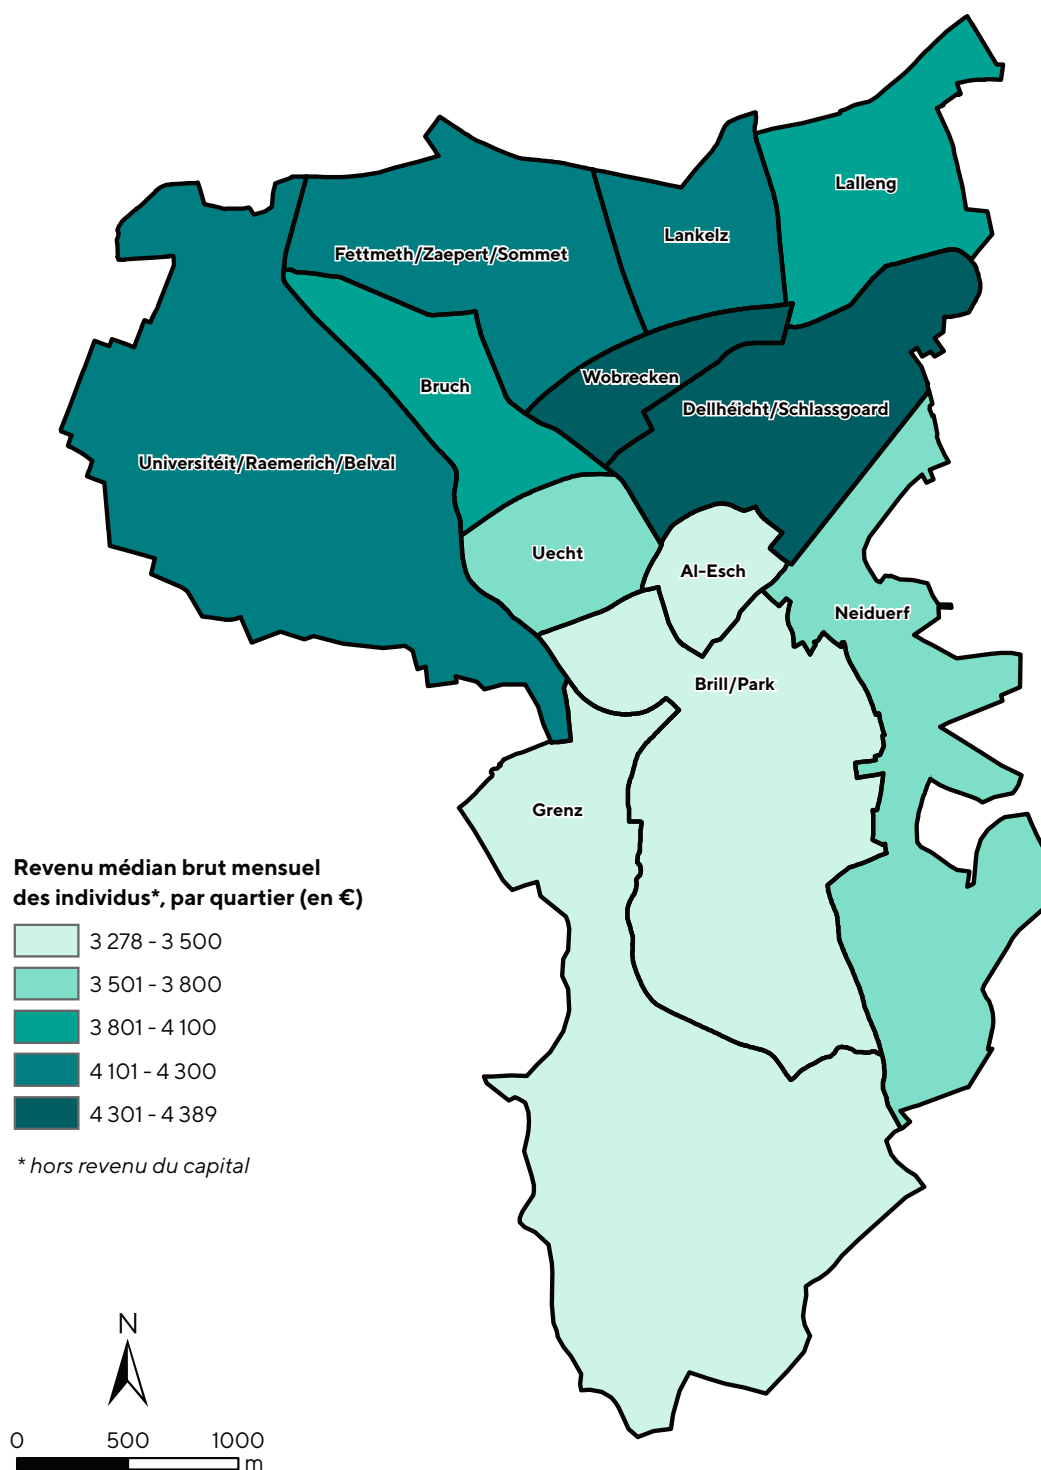 Lalleng
Lankelz
Fettmeth/Zaepert/Sommet
Wobrecken
Bruch
Dellhéicht/Schlassgoard
Universitéit/Raemerich/Belval
Uecht
Al-Esch
Neiduerf
Brill/Park
Grenz
Revenu médian brut mensuel
des individus*, par quartier (en €)
3 278 - 3 500
3 501 - 3 800
3 801 - 4 100
4 101 - 4 300
4 301 - 4 389
* hors revenu du capital
N
0 500 1000
m